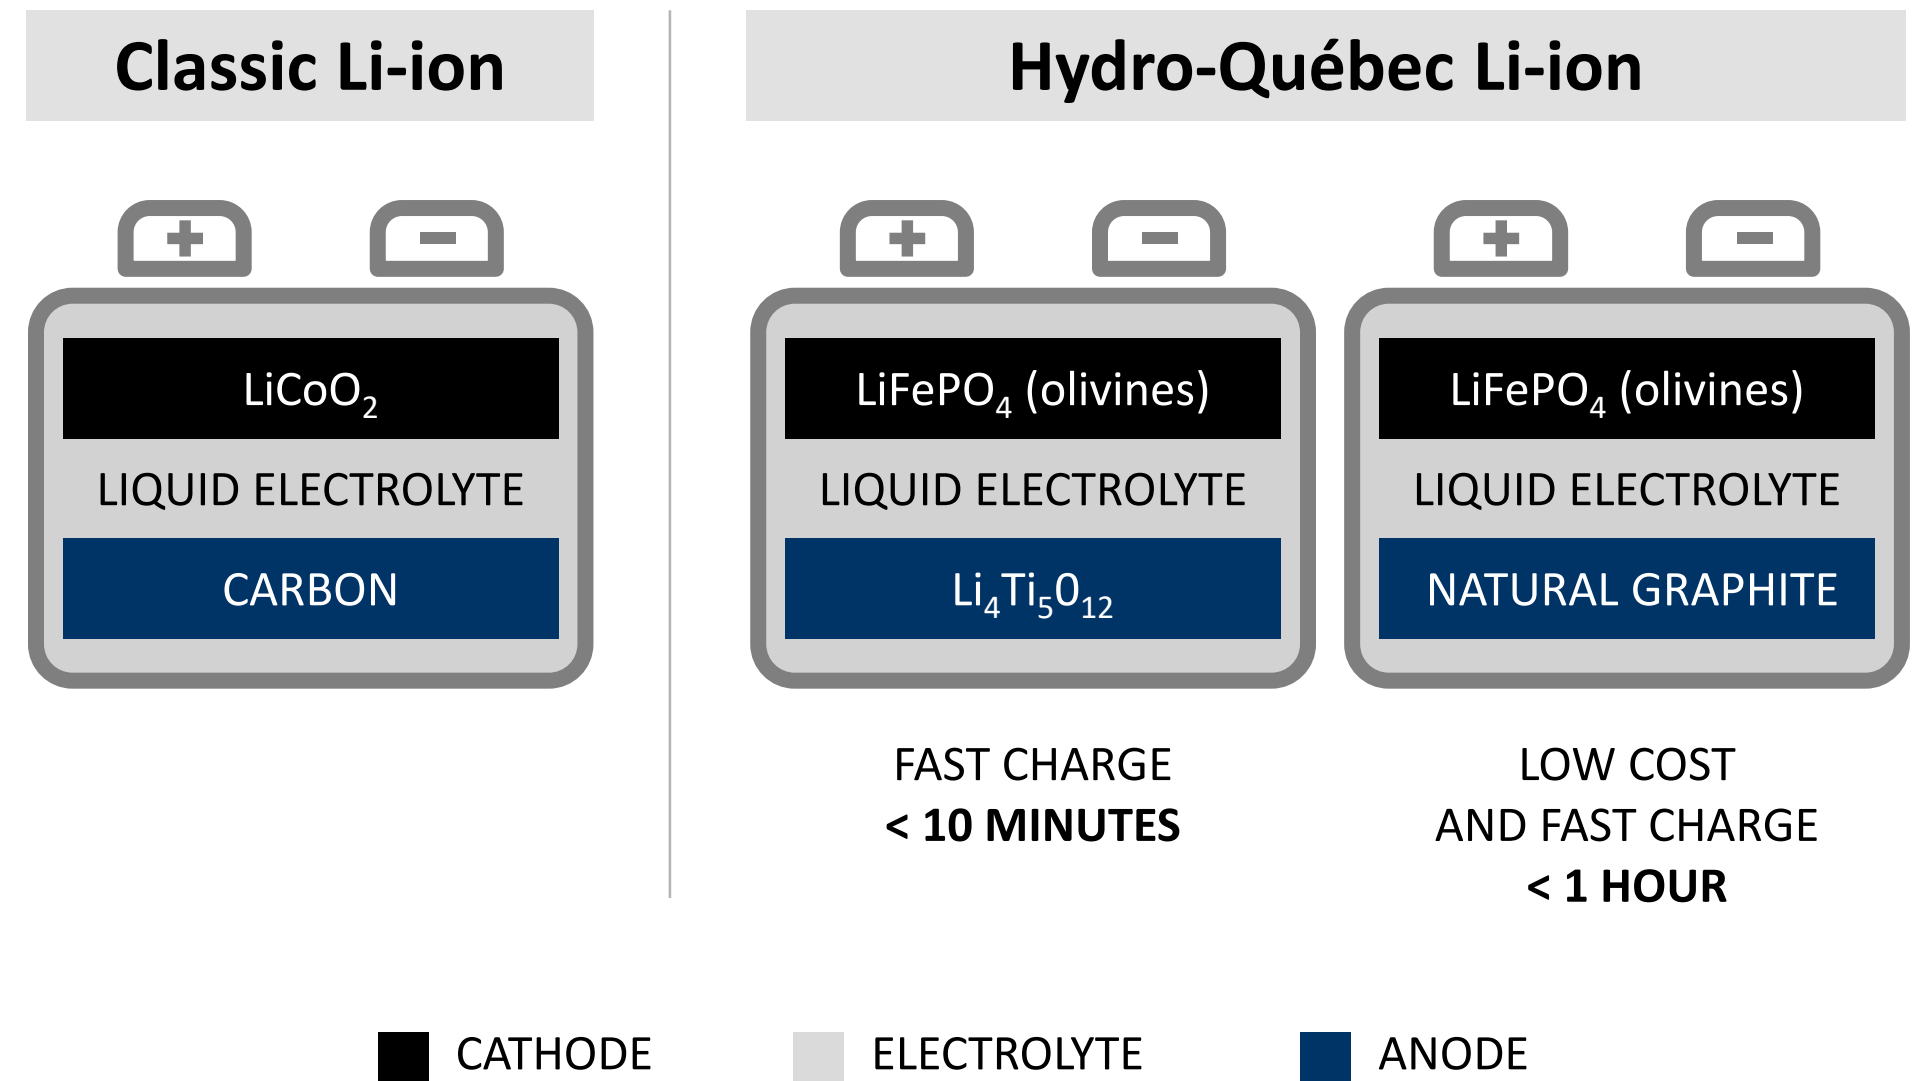 Classic Li-ion
Hydro-Québec Li-ion
+ -
LiCoO₂
LIQUID ELECTROLYTE
CARBON
+ -
LiFePO₄ (olivines)
LIQUID ELECTROLYTE
Li₄Ti₅0₁₂
FAST CHARGE
< 10 MINUTES
+ -
LiFePO₄ (olivines)
LIQUID ELECTROLYTE
NATURAL GRAPHITE
LOW COST
AND FAST CHARGE
< 1 HOUR
CATHODE
ELECTROLYTE
ANODE